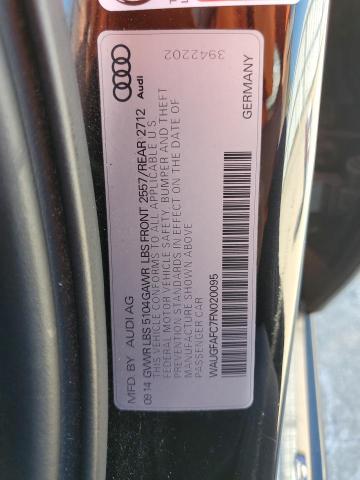 MFD. BY AUDI AG
09 14 GVWR LBS 5104 GAWR LBS FRONT 2557/REAR 2712
THIS VEHICLE CONFORMS TO ALL APPLICABLE U.S.
FEDERAL MOTOR VEHICLE SAFETY, BUMPER AND THEFT
PREVENTION STANDARDS IN EFFECT ON THE DATE OF
MANUFACTURE SHOWN ABOVE
PASSENGER CAR
WAUGFAFC7FN020095
GERMANY
Audi
3942202